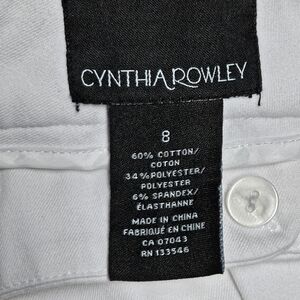 CYNTHIA ROWLEY
8
60% COTTON/
COTON
34% POLYESTER/
POLYESTER
6% SPANDEX/
ÉLASTHANNE
MADE IN CHINA
FABRIQUÉ EN CHINE
CA 07043
RN 133546